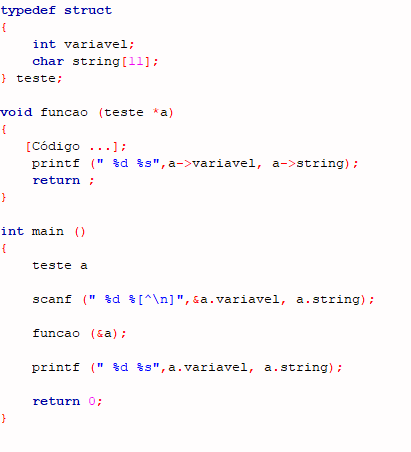 typedef struct
{
    int variavel;
    char string[11];
} teste;
void funcao (teste *a)
{
   [Código ...];
    printf (" %d %s",a->variavel, a->string);
    return ;
}
int main ()
{
    teste a
    scanf (" %d %[^\n]",&a.variavel, a.string);
    funcao (&a);
    printf (" %d %s",a.variavel, a.string);
    return 0;
}